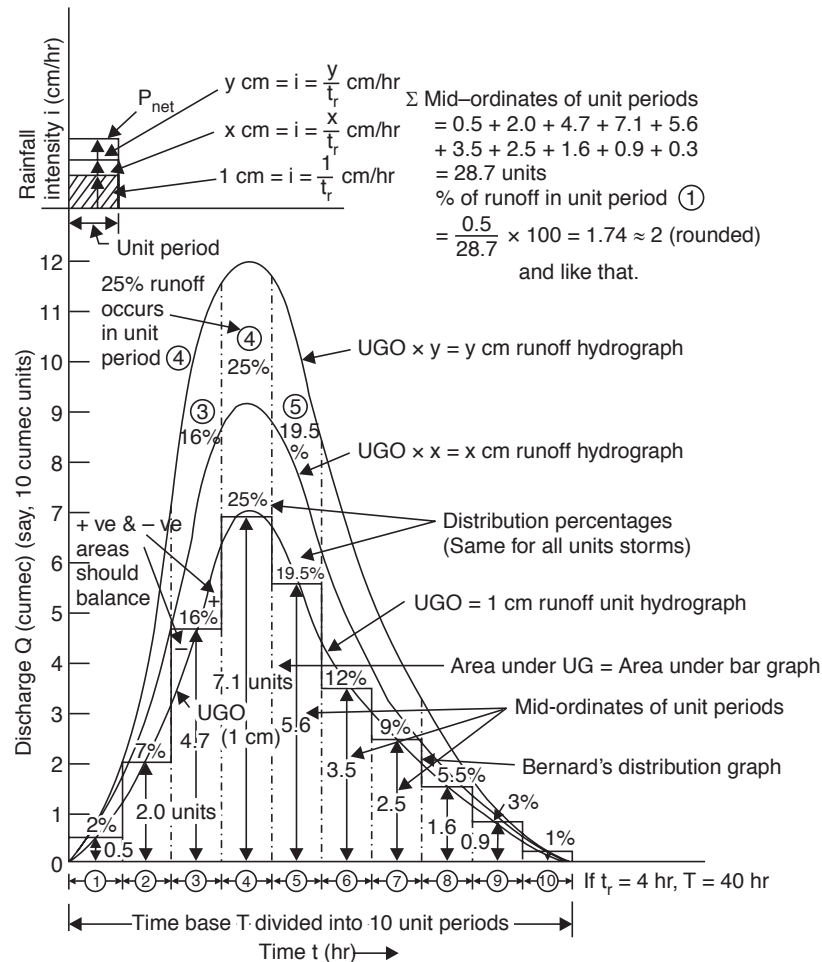 Rainfall
intensity i (cm/hr)
P_net
y cm = i = y/t_r cm/hr
x cm = i = x/t_r cm/hr
1 cm = i = 1/t_r cm/hr
Unit period
Σ Mid–ordinates of unit periods
= 0.5 + 2.0 + 4.7 + 7.1 + 5.6
+ 3.5 + 2.5 + 1.6 + 0.9 + 0.3
= 28.7 units
% of runoff in unit period ①
= 0.5/28.7 × 100 = 1.74 ≈ 2 (rounded)
and like that.
Discharge Q (cumec) (say, 10 cumec units)
12
11
10
9
8
7
6
5
4
3
2
1
0
25% runoff
occurs
in unit
period ④
④
25%
③
16%
⑤
19.5
%
UGO × y = y cm runoff hydrograph
UGO × x = x cm runoff hydrograph
25%
Distribution percentages
(Same for all units storms)
+ ve & – ve
areas
should
balance
19.5%
+
16%
–
UGO = 1 cm runoff unit hydrograph
Area under UG = Area under bar graph
7.1 units
12%
UGO
(1 cm)
Mid-ordinates of unit periods
4.7
5.6
9%
7%
3.5
Bernard's distribution graph
5.5%
2.5
3%
2.0 units
2%
1.6
0.9
1%
0.5
① ② ③ ④ ⑤ ⑥ ⑦ ⑧ ⑨ ⑩
If t_r = 4 hr, T = 40 hr
Time base T divided into 10 unit periods
Time t (hr)